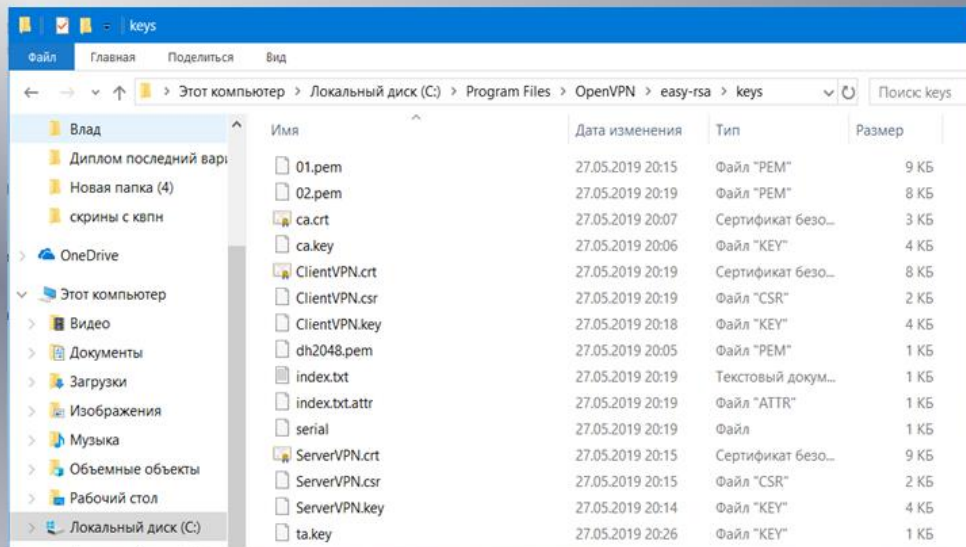 keys
Файл Главная Поделиться Вид
Этот компьютер > Локальный диск (C:) > Program Files > OpenVPN > easy-rsa > keys Поиск: keys
Влад
Диплом последний вари
Новая папка (4)
скрины с квпн
OneDrive
Этот компьютер
Видео
Документы
Загрузки
Изображения
Музыка
Объемные объекты
Рабочий стол
Локальный диск (C:)
Имя Дата изменения Тип Размер
01.pem 27.05.2019 20:15 Файл "PEM" 9 КБ
02.pem 27.05.2019 20:19 Файл "PEM" 8 КБ
ca.crt 27.05.2019 20:07 Сертификат безо... 3 КБ
ca.key 27.05.2019 20:06 Файл "KEY" 4 КБ
ClientVPN.crt 27.05.2019 20:19 Сертификат безо... 8 КБ
ClientVPN.csr 27.05.2019 20:19 Файл "CSR" 2 КБ
ClientVPN.key 27.05.2019 20:18 Файл "KEY" 4 КБ
dh2048.pem 27.05.2019 20:05 Файл "PEM" 1 КБ
index.txt 27.05.2019 20:19 Текстовый докум... 1 КБ
index.txt.attr 27.05.2019 20:19 Файл "ATTR" 1 КБ
serial 27.05.2019 20:19 Файл 1 КБ
ServerVPN.crt 27.05.2019 20:15 Сертификат безо... 9 КБ
ServerVPN.csr 27.05.2019 20:15 Файл "CSR" 2 КБ
ServerVPN.key 27.05.2019 20:14 Файл "KEY" 4 КБ
ta.key 27.05.2019 20:26 Файл "KEY" 1 КБ